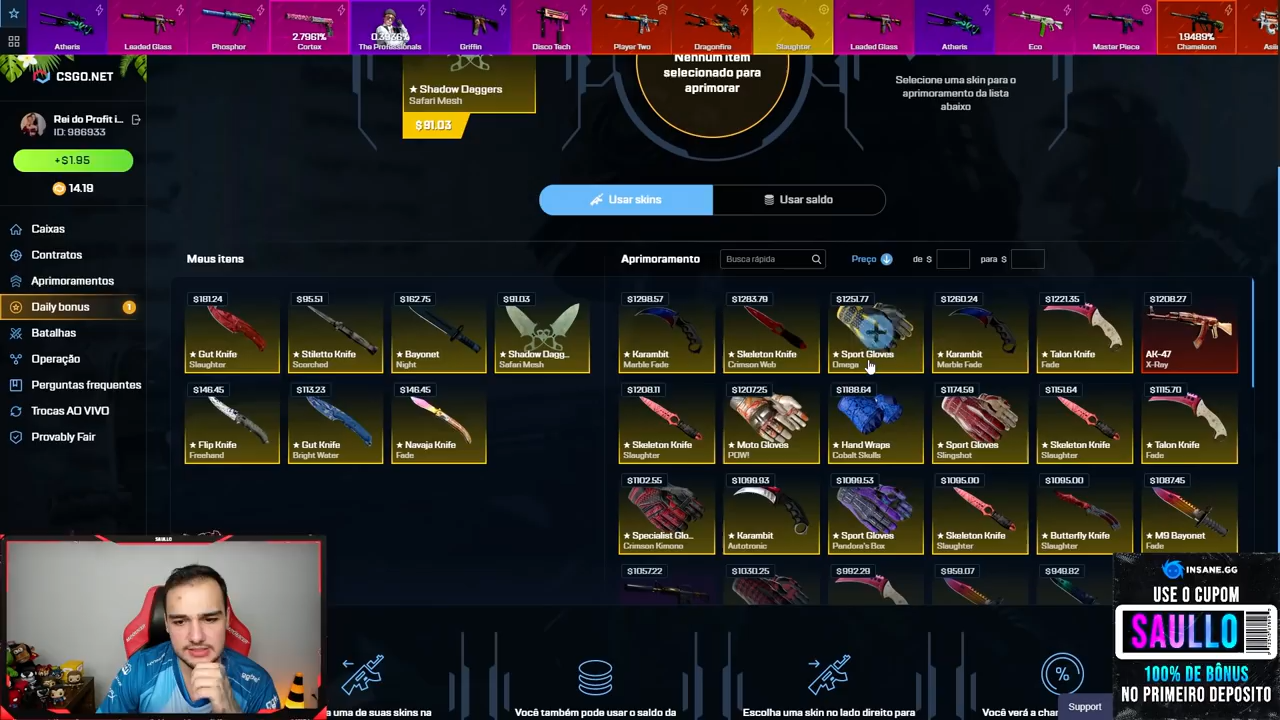 Atheris
Leaded Glass
Phosphor
2.7961%
Cortex
0.3936%
The Professionals
Griffin
Disco Tech
Player Two
Dragonfire
Slaughter
Leaded Glass
Atheris
Eco
Master Piece
1.9489%
Chameleon
CSGO.NET
Rei do Profit i...
ID: 986933
+$1.95
14.19
Caixas
Contratos
Aprimoramentos
Daily bonus
1
Batalhas
Operação
Perguntas frequentes
Trocas AO VIVO
Provably Fair
★ Shadow Daggers
Safari Mesh
$91.03
Nenhum item
selecionado para
aprimorar
Selecione uma skin para o
aprimoramento da lista
abaixo
Usar skins
Usar saldo
Meus itens
Aprimoramento
Busca rápida
Preço
de $
para $
$181.24
★ Gut Knife
Slaughter
$95.51
★ Stiletto Knife
Scorched
$162.75
★ Bayonet
Night
$91.03
★ Shadow Dagg...
Safari Mesh
$146.45
★ Flip Knife
Freehand
$113.23
★ Gut Knife
Bright Water
$146.45
★ Navaja Knife
Fade
$1298.57
★ Karambit
Marble Fade
$1283.79
★ Skeleton Knife
Crimson Web
$1251.77
★ Sport Gloves
Omega
$1260.24
★ Karambit
Marble Fade
$1221.35
★ Talon Knife
Fade
$1208.27
AK-47
X-Ray
$1208.11
★ Skeleton Knife
Slaughter
$1207.25
★ Moto Gloves
POW!
$1188.64
★ Hand Wraps
Cobalt Skulls
$1174.59
★ Sport Gloves
Slingshot
$1151.64
★ Skeleton Knife
Slaughter
$1115.70
★ Talon Knife
Fade
$1102.55
★ Specialist Glo...
Crimson Kimono
$1099.93
★ Karambit
Autotronic
$1099.53
★ Sport Gloves
Pandora's Box
$1095.00
★ Skeleton Knife
Slaughter
$1095.00
★ Butterfly Knife
Slaughter
$1087.45
★ M9 Bayonet
Fade
$1057.22
$1030.25
$992.29
$959.07
$949.82
SAULLO
a uma de suas skins na
Você também pode usar o saldo da
Escolha uma skin no lado direito para
Você verá a chan
%
Support
INSANE.GG
USE O CUPOM
SAULLO
100% DE BÔNUS
NO PRIMEIRO DEPOSITO